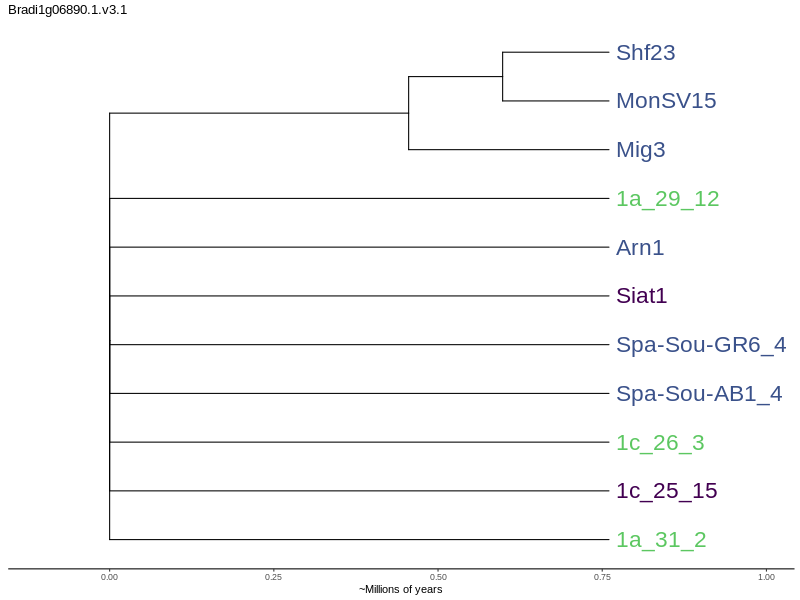 Bradi1g06890.1.v3.1
Shf23
MonSV15
Mig3
1a_29_12
Arn1
Siat1
Spa-Sou-GR6_4
Spa-Sou-AB1_4
1c_26_3
1c_25_15
1a_31_2
0.00 0.25 0.50 0.75 1.00
~Millions of years